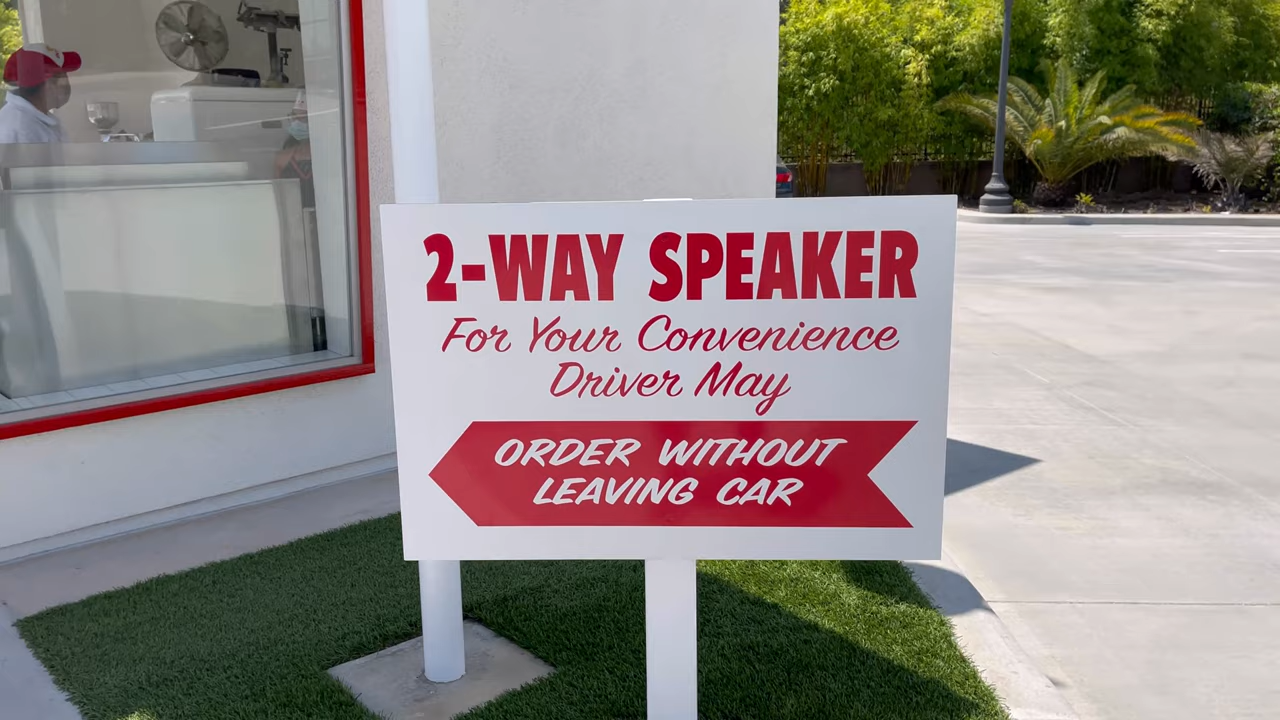 2-WAY SPEAKER
For Your Convenience
Driver May
ORDER WITHOUT
LEAVING CAR